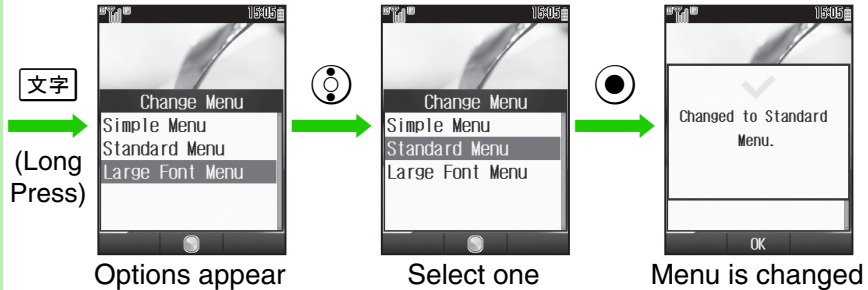 文字
(Long
Press)
15:05
Change Menu
Simple Menu
Standard Menu
Large Font Menu
Options appear
15:05
Change Menu
Simple Menu
Standard Menu
Large Font Menu
Select one
15:05
Changed to Standard
Menu.
OK
Menu is changed